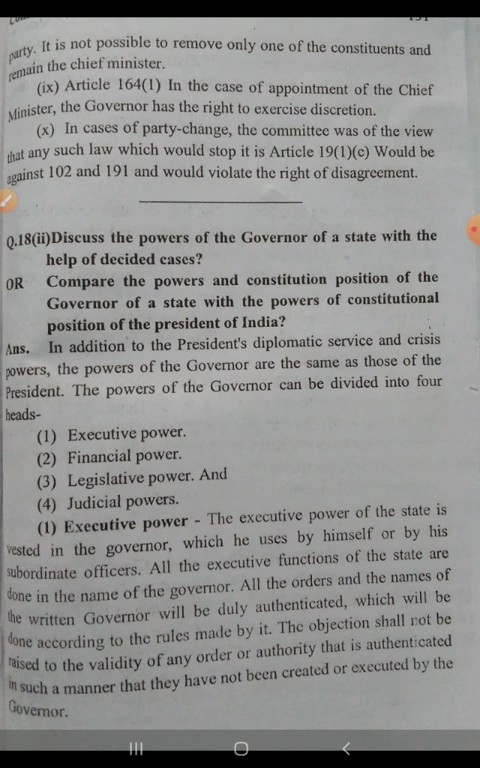 party. It is not possible to remove only one of the constituents and
remain the chief minister.
(ix) Article 164(1) In the case of appointment of the Chief
Minister, the Governor has the right to exercise discretion.
(x) In cases of party-change, the committee was of the view
that any such law which would stop it is Article 19(1)(c) Would be
against 102 and 191 and would violate the right of disagreement.
Q.18(ii)Discuss the powers of the Governor of a state with the
help of decided cases?
OR Compare the powers and constitution position of the
Governor of a state with the powers of constitutional
position of the president of India?
Ans. In addition to the President's diplomatic service and crisis
powers, the powers of the Governor are the same as those of the
President. The powers of the Governor can be divided into four
heads-
(1) Executive power.
(2) Financial power.
(3) Legislative power. And
(4) Judicial powers.
(1) Executive power - The executive power of the state is
vested in the governor, which he uses by himself or by his
subordinate officers. All the executive functions of the state are
done in the name of the governor. All the orders and the names of
the written Governor will be duly authenticated, which will be
done according to the rules made by it. The objection shall not be
raised to the validity of any order or authority that is authenticated
in such a manner that they have not been created or executed by the
Governor.